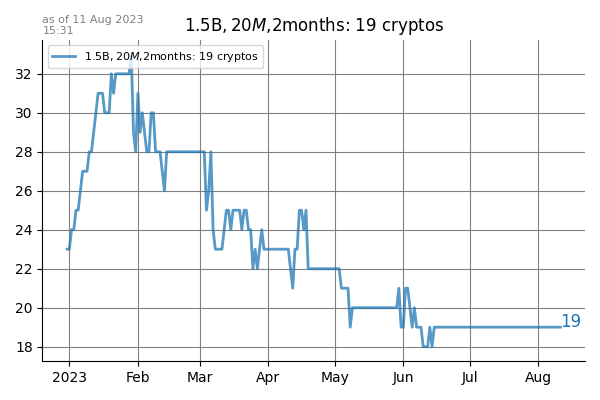 as of 11 Aug 2023
15:31
1.5B, 20M,2months: 19 cryptos
1.5B, 20M,2months: 19 cryptos
32
30
28
26
24
22
20
18
19
2023 Feb Mar Apr May Jun Jul Aug